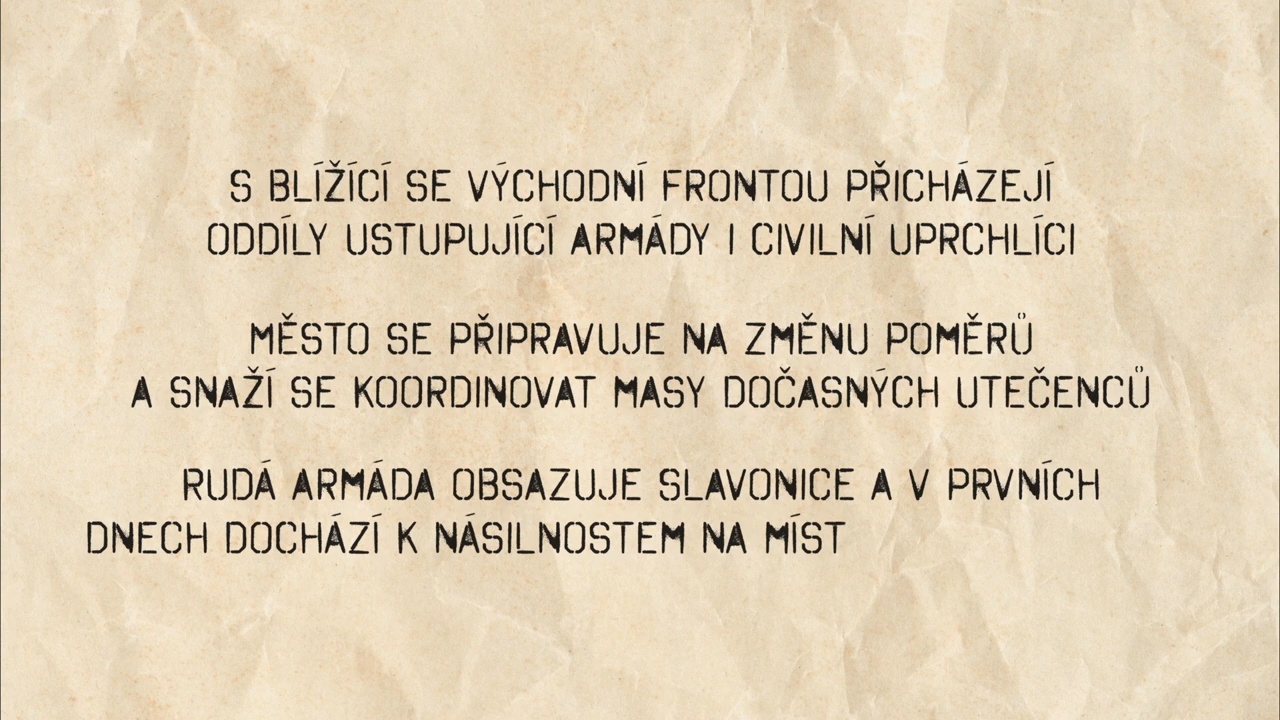 S BLÍŽÍCÍ SE VÝCHODNÍ FRONTOU PŘICHÁZEJÍ
ODDÍLY USTUPUJÍCÍ ARMÁDY I CIVILNÍ UPRCHLÍCI
MĚSTO SE PŘIPRAVUJE NA ZMĚNU POMĚRŮ
A SNAŽÍ SE KOORDINOVAT MASY DOČASNÝCH UTEČENCŮ
RUDÁ ARMÁDA OBSAZUJE SLAVONICE A V PRVNÍCH
DNECH DOCHÁZÍ K NÁSILNOSTEM NA MÍST